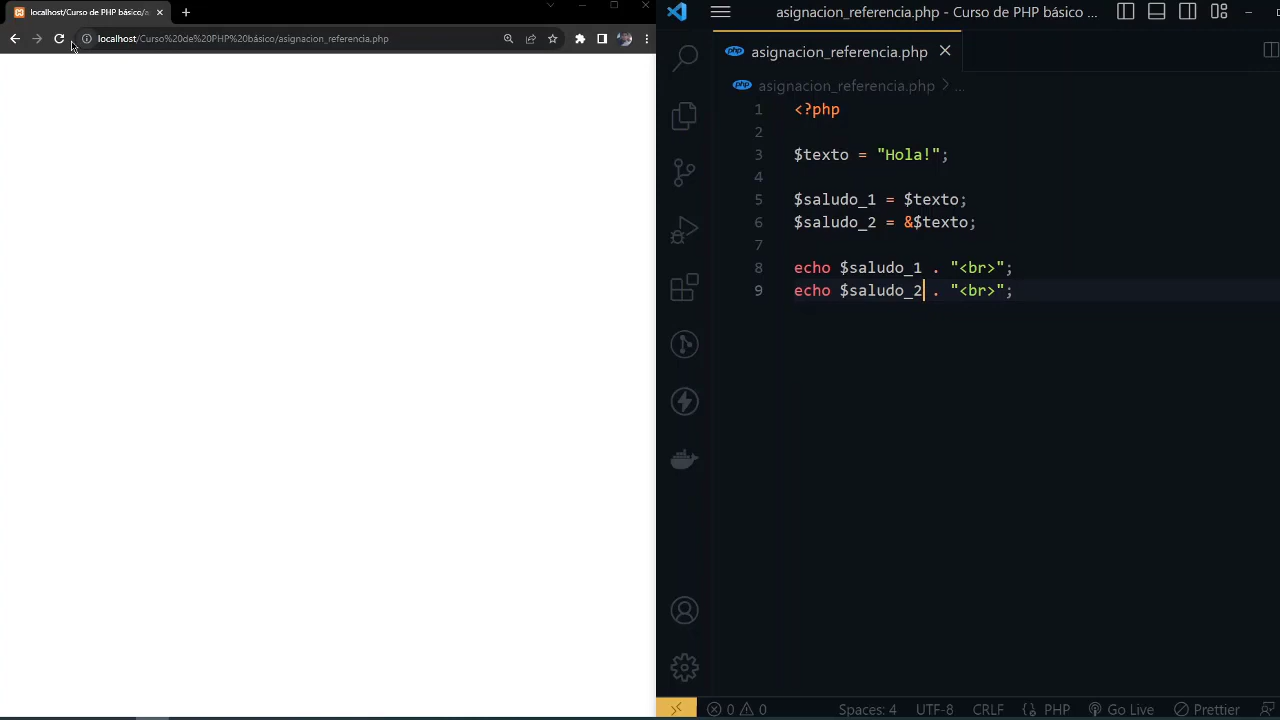 localhost/Curso de PHP básico/a
localhost/Curso%20de%20PHP%20básico/asignacion_referencia.php
asignacion_referencia.php - Curso de PHP básico ...
php asignacion_referencia.php
php asignacion_referencia.php > ...
1 <?php
2
3 $texto = "Hola!";
4
5 $saludo_1 = $texto;
6 $saludo_2 = &$texto;
7
8 echo $saludo_1 . "<br>";
9 echo $saludo_2 . "<br>";
0 0 Spaces: 4 UTF-8 CRLF {} PHP Go Live Prettier